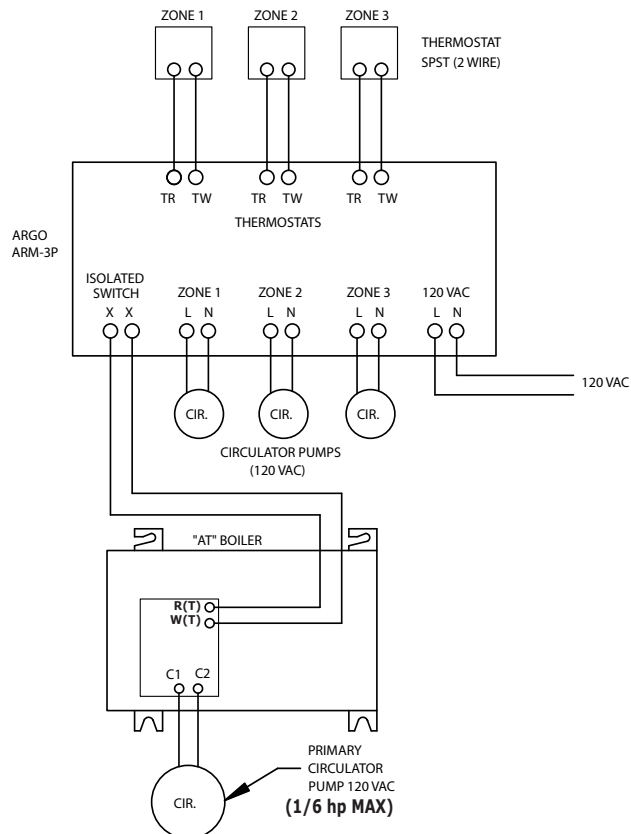 ZONE 1
ZONE 2
ZONE 3
THERMOSTAT
SPST (2 WIRE)
TR TW
TR TW
TR TW
THERMOSTATS
ARGO
ARM-3P
ISOLATED
SWITCH
X X
ZONE 1
L N
ZONE 2
L N
ZONE 3
L N
120 VAC
L N
120 VAC
CIR.
CIR.
CIR.
CIRCULATOR PUMPS
(120 VAC)
"AT" BOILER
R(T)
W(T)
C1 C2
PRIMARY
CIRCULATOR
PUMP 120 VAC
(1/6 hp MAX)
CIR.